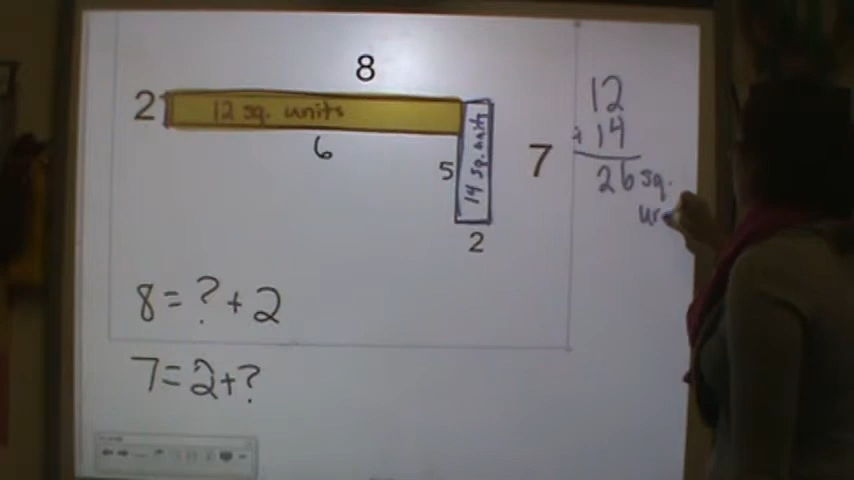 8
2
12 sq. units
6
5
14 sq. units
7
2
12
+ 14
26 sq.
un
8 = ? + 2
7 = 2 + ?